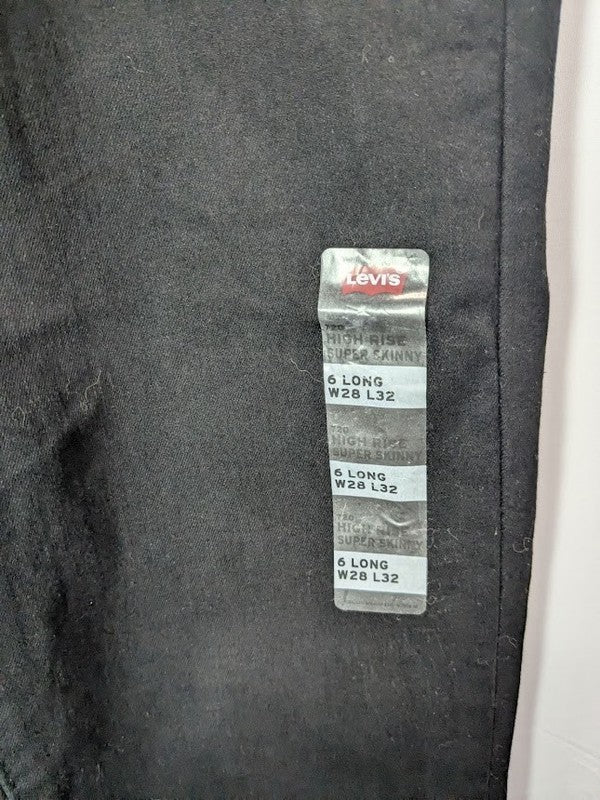 Levi's
720
HIGH RISE
SUPER SKINNY
6 LONG
W28 L32
720
HIGH RISE
SUPER SKINNY
6 LONG
W28 L32
720
HIGH RISE
SUPER SKINNY
6 LONG
W28 L32